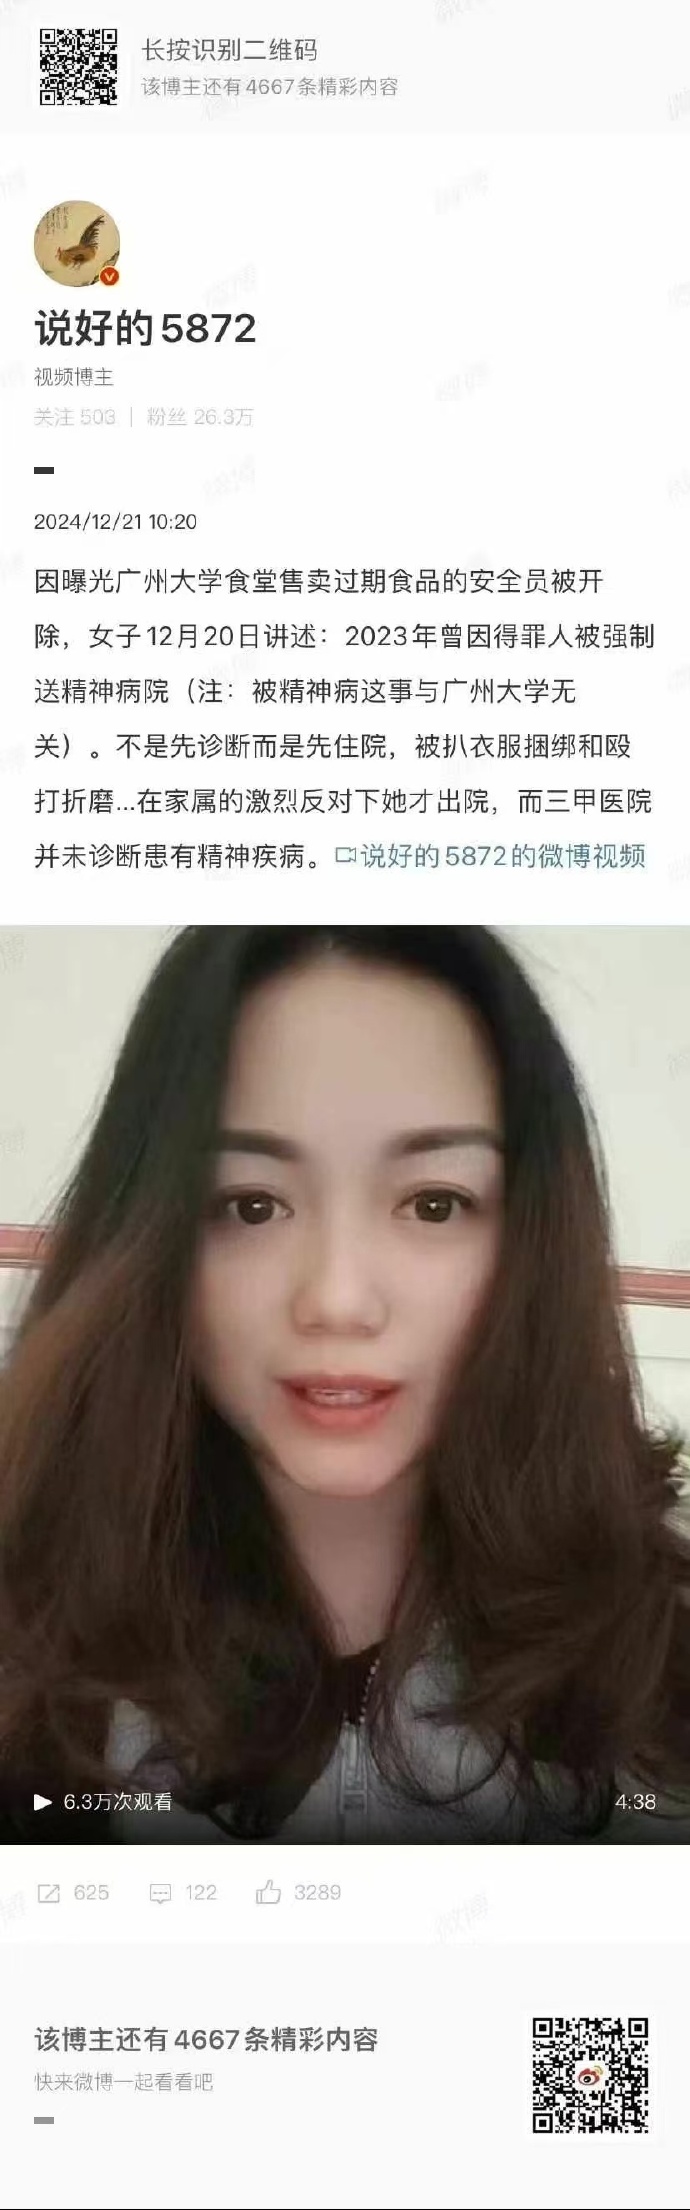 长按识别二维码
该博主还有4667条精彩内容
说好的5872
视频博主
关注 503 | 粉丝 26.3万
2024/12/21 10:20
因曝光广州大学食堂售卖过期食品的安全员被开
除，女子12月20日讲述：2023年曾因得罪人被强制
送精神病院（注：被精神病这事与广州大学无
关）。不是先诊断而是先住院，被扒衣服捆绑和殴
打折磨...在家属的激烈反对下她才出院，而三甲医院
并未诊断患有精神疾病。说好的5872的微博视频
6.3万次观看
4:38
625 122 3289
该博主还有4667条精彩内容
快来微博一起看看吧